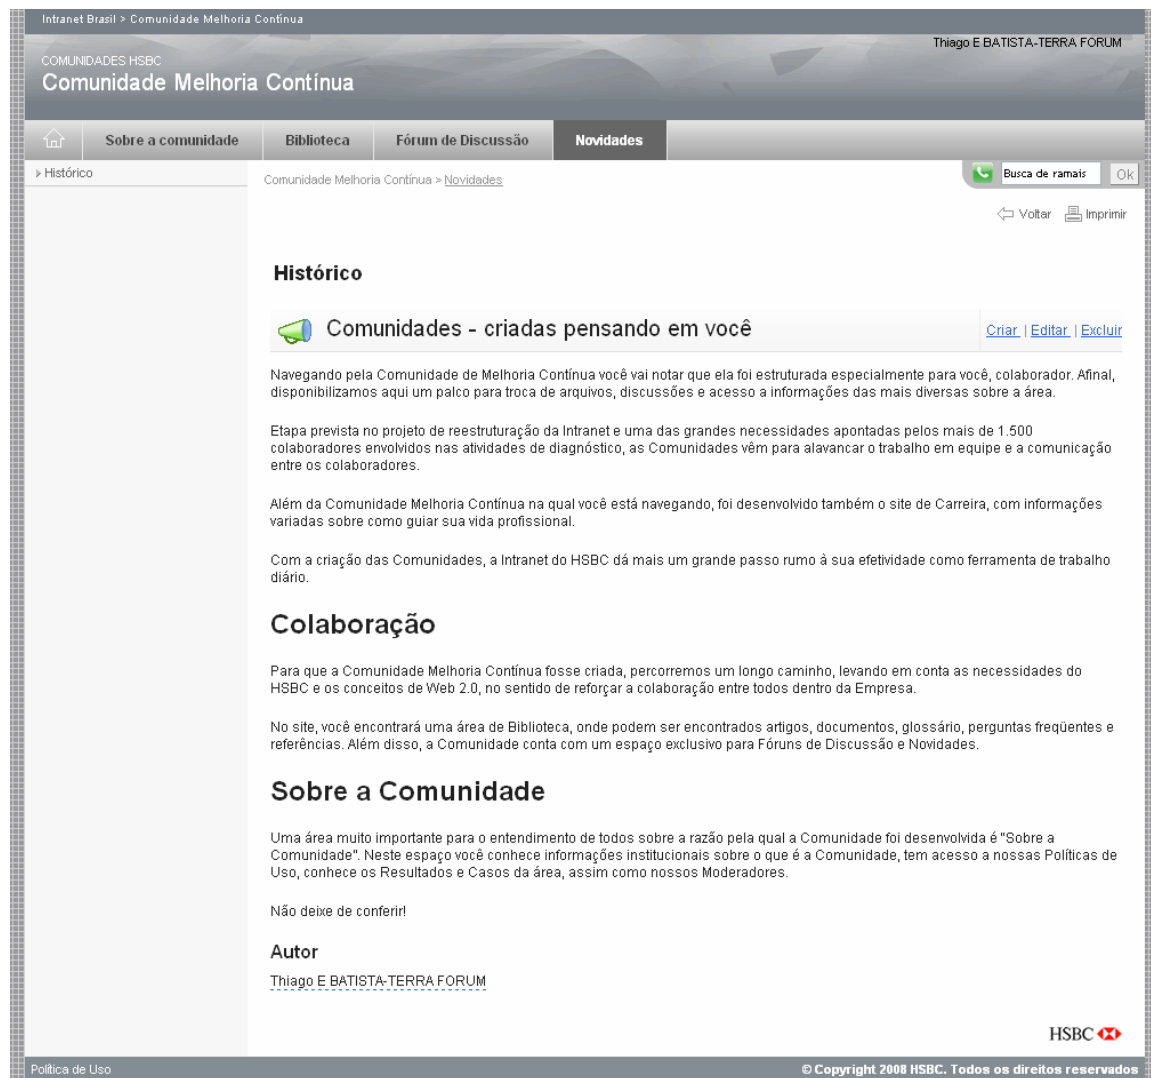 Intranet Brasil > Comunidade Melhoria Contínua
Thiago E BATISTA-TERRA FORUM
COMUNIDADES HSBC
Comunidade Melhoria Contínua
Sobre a comunidade
Biblioteca
Fórum de Discussão
Novidades
Histórico
Comunidade Melhoria Contínua > Novidades
Busca de ramais
Ok
Voltar
Imprimir
Histórico
Comunidades - criadas pensando em você
Criar | Editar | Excluir
Navegando pela Comunidade de Melhoria Contínua você vai notar que ela foi estruturada especialmente para você, colaborador. Afinal,
disponibilizamos aqui um palco para troca de arquivos, discussões e acesso a informações das mais diversas sobre a área.
Etapa prevista no projeto de reestruturação da Intranet e uma das grandes necessidades apontadas pelos mais de 1.500
colaboradores envolvidos nas atividades de diagnóstico, as Comunidades vêm para alavancar o trabalho em equipe e a comunicação
entre os colaboradores.
Além da Comunidade Melhoria Contínua na qual você está navegando, foi desenvolvido também o site de Carreira, com informações
variadas sobre como guiar sua vida profissional.
Com a criação das Comunidades, a Intranet do HSBC dá mais um grande passo rumo à sua efetividade como ferramenta de trabalho
diário.
Colaboração
Para que a Comunidade Melhoria Contínua fosse criada, percorremos um longo caminho, levando em conta as necessidades do
HSBC e os conceitos de Web 2.0, no sentido de reforçar a colaboração entre todos dentro da Empresa.
No site, você encontrará uma área de Biblioteca, onde podem ser encontrados artigos, documentos, glossário, perguntas freqüentes e
referências. Além disso, a Comunidade conta com um espaço exclusivo para Fóruns de Discussão e Novidades.
Sobre a Comunidade
Uma área muito importante para o entendimento de todos sobre a razão pela qual a Comunidade foi desenvolvida é "Sobre a
Comunidade". Neste espaço você conhece informações institucionais sobre o que é a Comunidade, tem acesso a nossas Políticas de
Uso, conhece os Resultados e Casos da área, assim como nossos Moderadores.
Não deixe de conferir!
Autor
Thiago E BATISTA-TERRA FORUM
HSBC
Política de Uso
© Copyright 2008 HSBC. Todos os direitos reservados